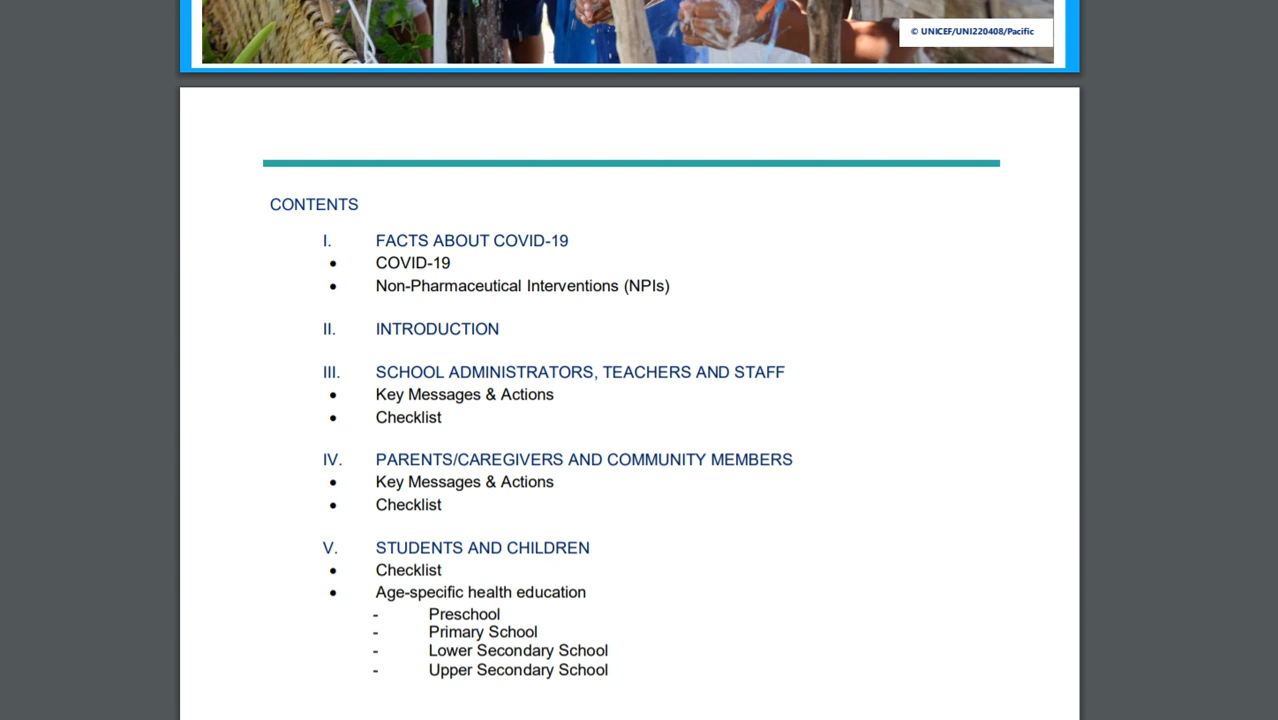 © UNICEF/UNI220408/Pacific
CONTENTS
I. FACTS ABOUT COVID-19
• COVID-19
• Non-Pharmaceutical Interventions (NPIs)
II. INTRODUCTION
III. SCHOOL ADMINISTRATORS, TEACHERS AND STAFF
• Key Messages & Actions
• Checklist
IV. PARENTS/CAREGIVERS AND COMMUNITY MEMBERS
• Key Messages & Actions
• Checklist
V. STUDENTS AND CHILDREN
• Checklist
• Age-specific health education
- Preschool
- Primary School
- Lower Secondary School
- Upper Secondary School